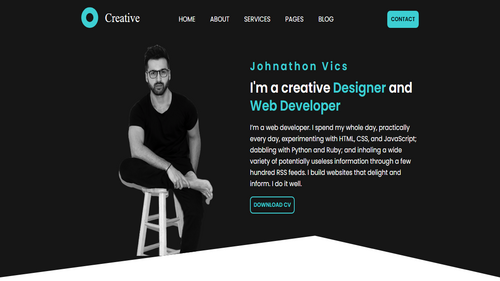 Creative
HOME ABOUT SERVICES PAGES BLOG
CONTACT
Johnathon Vics
I'm a creative Designer and
Web Developer
I'm a web developer. I spend my whole day, practically
every day, experimenting with HTML, CSS, and JavaScript;
dabbling with Python and Ruby; and inhaling a wide
variety of potentially useless information through a few
hundred RSS feeds. I build websites that delight and
inform. I do it well.
DOWNLOAD CV